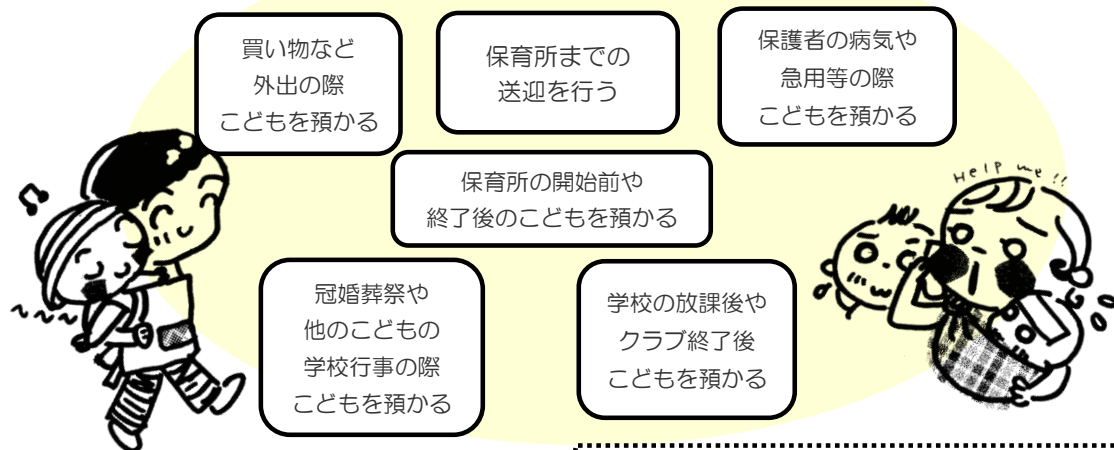 買い物など
外出の際
こどもを預かる
保育所までの
送迎を行う
保護者の病気や
急用等の際
こどもを預かる
保育所の開始前や
終了後のこどもを預かる
Help me!!
冠婚葬祭や
他のこどもの
学校行事の際
こどもを預かる
学校の放課後や
クラブ終了後
こどもを預かる